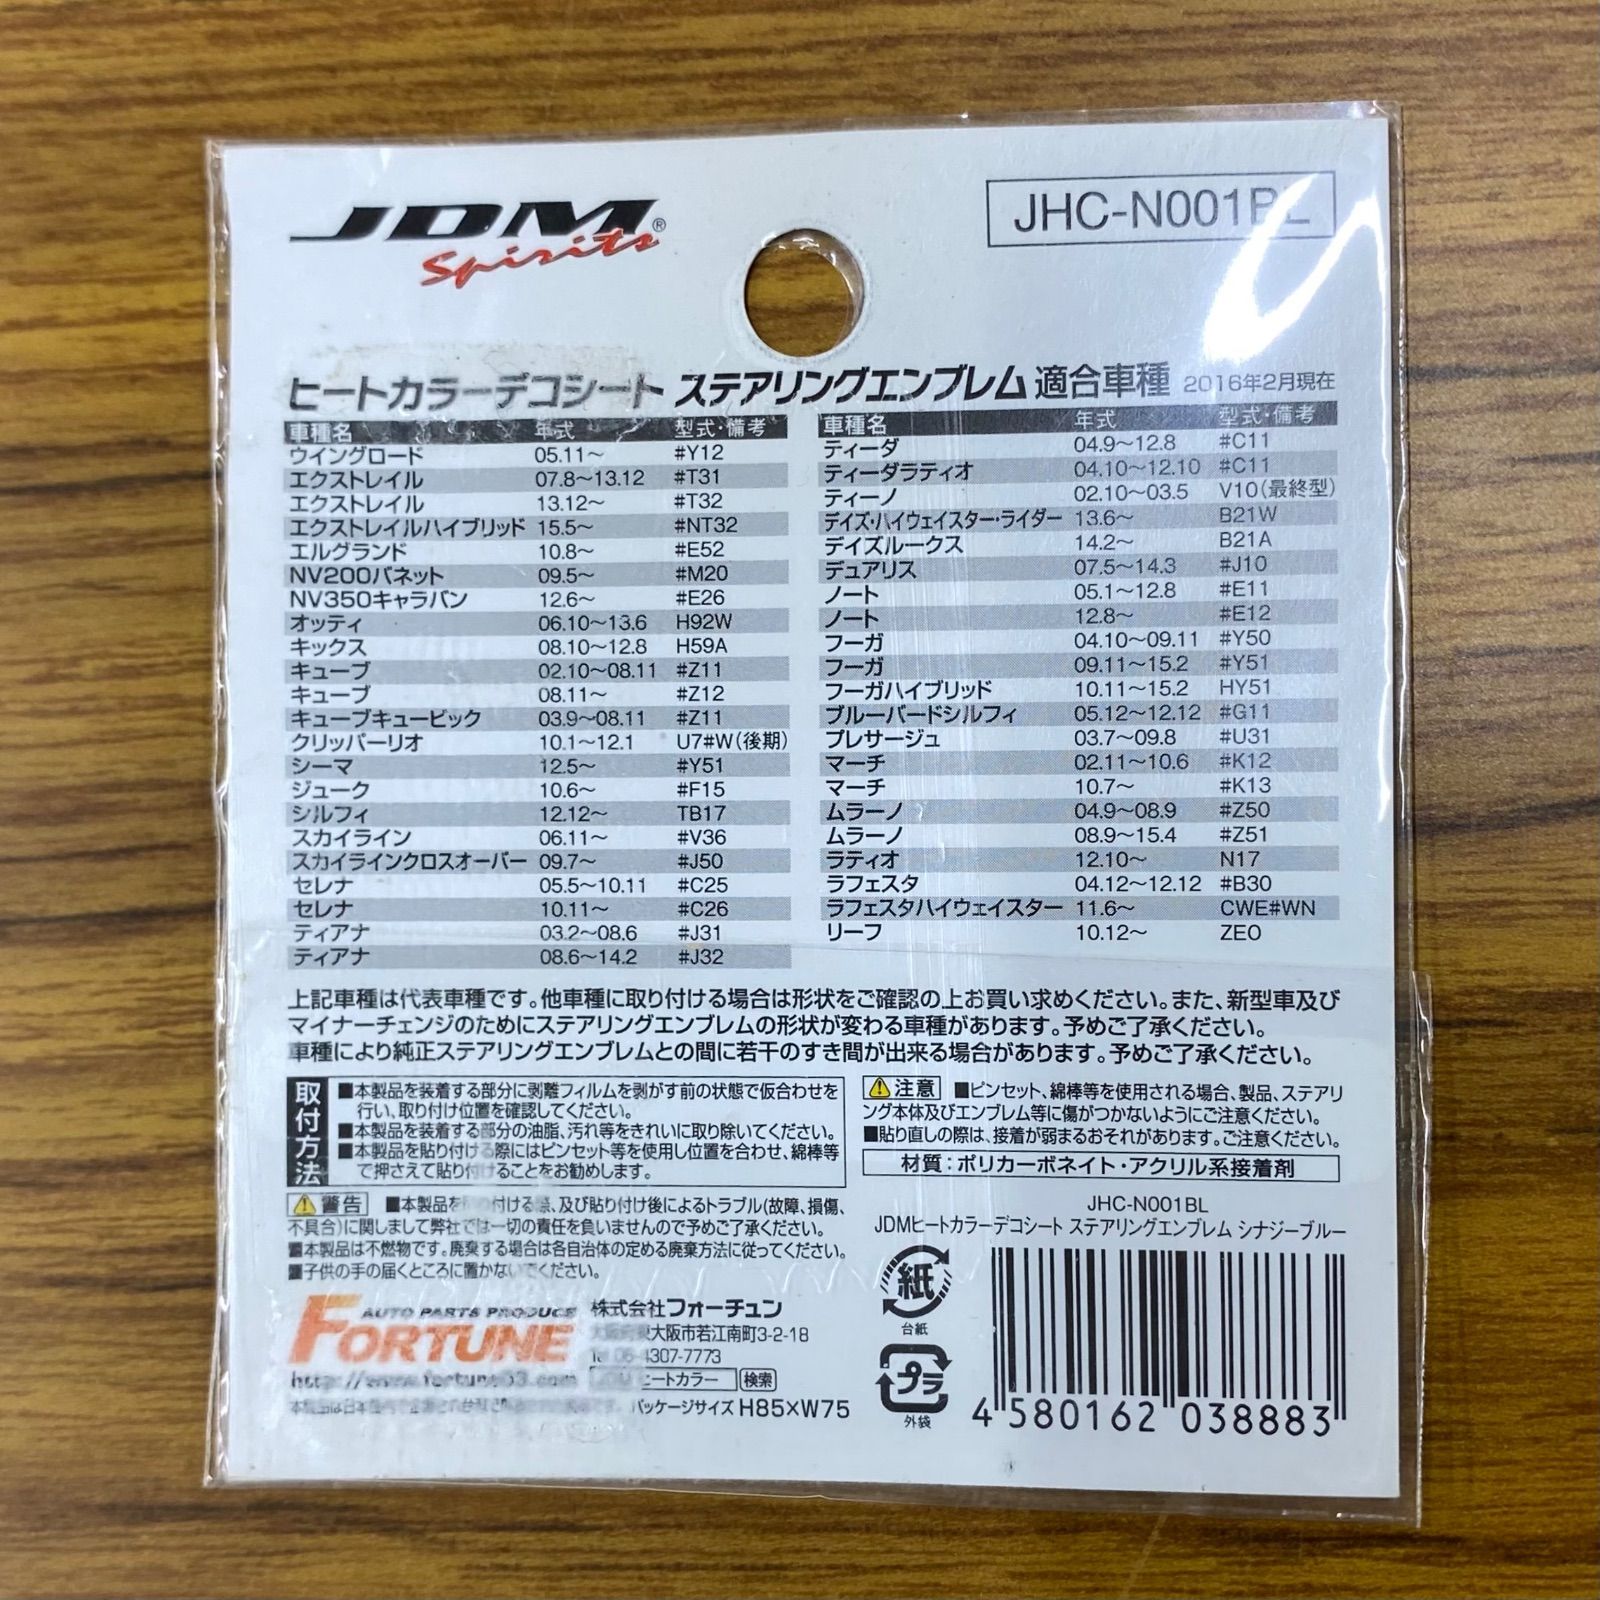 JDM®
Spirits
JHC-N001BL
ヒートカラーデコシート ステアリングエンブレム 適合車種 2016年2月現在
車種名 年式 型式・備考
ウイングロード 05.11〜 #Y12
エクストレイル 07.8〜13.12 #T31
エクストレイル 13.12〜 #T32
エクストレイルハイブリッド 15.5〜 #NT32
エルグランド 10.8〜 #E52
NV200バネット 09.5〜 #M20
NV350キャラバン 12.6〜 #E26
オッティ 06.10〜13.6 H92W
キックス 08.10〜12.8 H59A
キューブ 02.10〜08.11 #Z11
キューブ 08.11〜 #Z12
キューブキュービック 03.9〜08.11 #Z11
クリッパーリオ 10.1〜12.1 U7#W(後期)
シーマ 12.5〜 #Y51
ジューク 10.6〜 #F15
シルフィ 12.12〜 TB17
スカイライン 06.11〜 #V36
スカイラインクロスオーバー 09.7〜 #J50
セレナ 05.5〜10.11 #C25
セレナ 10.11〜 #C26
ティアナ 03.2〜08.6 #J31
ティアナ 08.6〜14.2 #J32
車種名 年式 型式・備考
ティーダ 04.9〜12.8 #C11
ティーダラティオ 04.10〜12.10 #C11
ティーノ 02.10〜03.5 V10(最終型)
デイズ・ハイウェイスター・ライダー 13.6〜 B21W
デイズルークス 14.2〜 B21A
デュアリス 07.5〜14.3 #J10
ノート 05.1〜12.8 #E11
ノート 12.8〜 #E12
フーガ 04.10〜09.11 #Y50
フーガ 09.11〜15.2 #Y51
フーガハイブリッド 10.11〜15.2 HY51
ブルーバードシルフィ 05.12〜12.12 #G11
プレサージュ 03.7〜09.8 #U31
マーチ 02.11〜10.6 #K12
マーチ 10.7〜 #K13
ムラーノ 04.9〜08.9 #Z50
ムラーノ 08.9〜15.4 #Z51
ラティオ 12.10〜 N17
ラフェスタ 04.12〜12.12 #B30
ラフェスタハイウェイスター 11.6〜 CWE#WN
リーフ 10.12〜 ZE0
上記車種は代表車種です。他車種に取り付ける場合は形状をご確認の上お買い求めください。また、新型車及び
マイナーチェンジのためにステアリングエンブレムの形状が変わる車種があります。予めご了承ください。
車種により純正ステアリングエンブレムとの間に若干のすき間が出来る場合があります。予めご了承ください。
取付方法
■本製品を装着する部分に剥離フィルムを剥がす前の状態で仮合わせを
行い、取り付け位置を確認してください。
■本製品を装着する部分の油脂、汚れ等をきれいに取り除いてください。
■本製品を貼り付ける際にはピンセット等を使用し位置を合わせ、綿棒等
で押さえて貼り付けることをお勧めします。
⚠警告 ■本製品を取り付ける際、及び貼り付け後によるトラブル(故障、損傷、
不具合)に関しまして弊社では一切の責任を負いませんので予めご了承ください。
■本製品は不燃物です。廃棄する場合は各自治体の定める廃棄方法に従ってください。
■子供の手の届くところに置かないでください。
⚠注意 ■ピンセット、綿棒等を使用される場合、製品、ステアリ
ング本体及びエンブレム等に傷がつかないようにご注意ください。
■貼り直しの際は、接着が弱まるおそれがあります。ご注意ください。
材質：ポリカーボネイト・アクリル系接着剤
JHC-N001BL
JDMヒートカラーデコシート ステアリングエンブレム シナジーブルー
紙
台紙
プラ
外袋
4 580162 038883
AUTO PARTS PRODUCE
FORTUNE
株式会社フォーチュン
大阪市若江南町3-2-18
06-4307-7773
ヒートカラー 検索
パッケージサイズ H85×W75